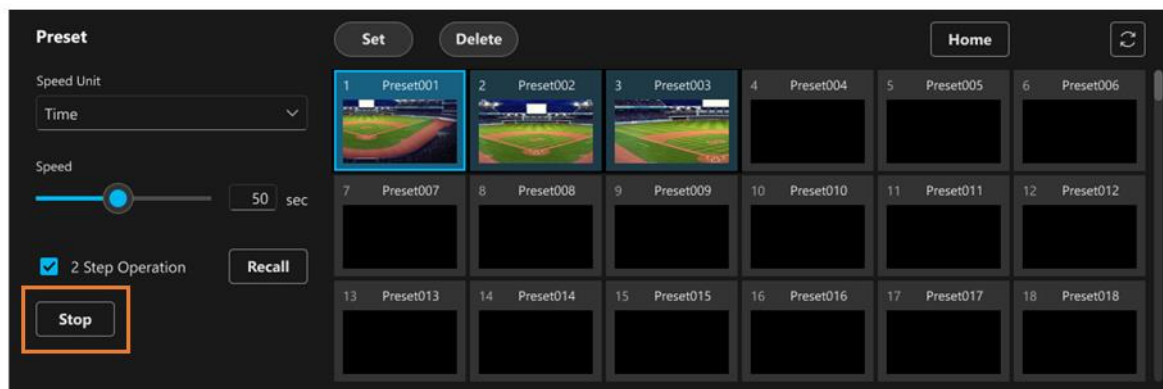 Preset
Set
Delete
Home
Speed Unit
Time
Speed
50 sec
2 Step Operation
Recall
Stop
1 Preset001
2 Preset002
3 Preset003
4 Preset004
5 Preset005
6 Preset006
7 Preset007
8 Preset008
9 Preset009
10 Preset010
11 Preset011
12 Preset012
13 Preset013
14 Preset014
15 Preset015
16 Preset016
17 Preset017
18 Preset018